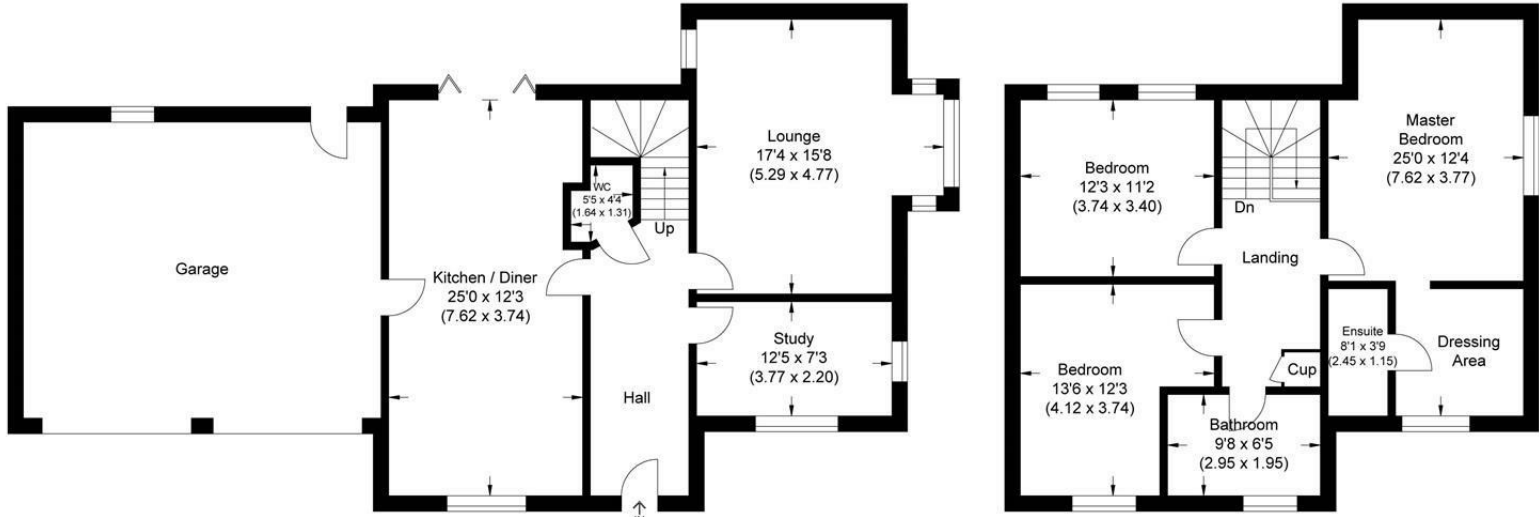 Garage
Kitchen / Diner
25'0 x 12'3
(7.62 x 3.74)
WC
5'5 x 4'4
(1.64 x 1.31)
Up
Hall
Lounge
17'4 x 15'8
(5.29 x 4.77)
Study
12'5 x 7'3
(3.77 x 2.20)
Bedroom
12'3 x 11'2
(3.74 x 3.40)
Bedroom
13'6 x 12'3
(4.12 x 3.74)
Dn
Landing
Cup
Bathroom
9'8 x 6'5
(2.95 x 1.95)
Master
Bedroom
25'0 x 12'4
(7.62 x 3.77)
Ensuite
8'1 x 3'9
(2.45 x 1.15)
Dressing
Area